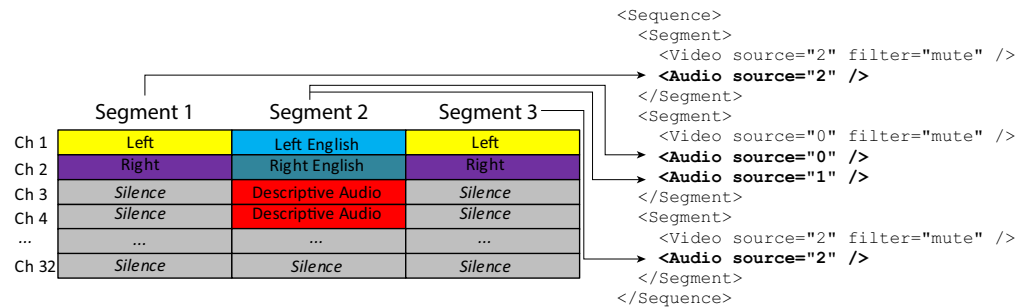 Segment 1 Segment 2 Segment 3
Ch 1 Left Left English Left
Ch 2 Right Right English Right
Ch 3 Silence Descriptive Audio Silence
Ch 4 Silence Descriptive Audio Silence
... ... ... ...
Ch 32 Silence Silence Silence
<Sequence>
<Segment>
<Video source="2" filter="mute" />
<Audio source="2" />
</Segment>
<Segment>
<Video source="0" filter="mute" />
<Audio source="0" />
<Audio source="1" />
</Segment>
<Segment>
<Video source="2" filter="mute" />
<Audio source="2" />
</Segment>
</Sequence>